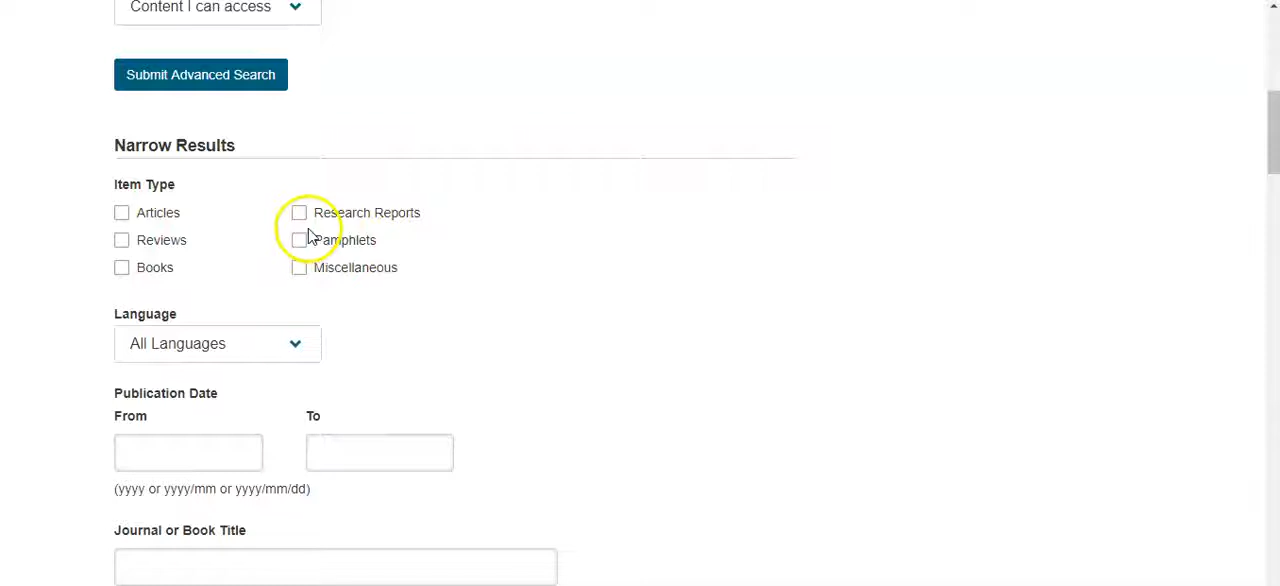 Content I can access
Submit Advanced Search
Narrow Results
Item Type
Articles
Research Reports
Reviews
Pamphlets
Books
Miscellaneous
Language
All Languages
Publication Date
From
To
(yyyy or yyyy/mm or yyyy/mm/dd)
Journal or Book Title